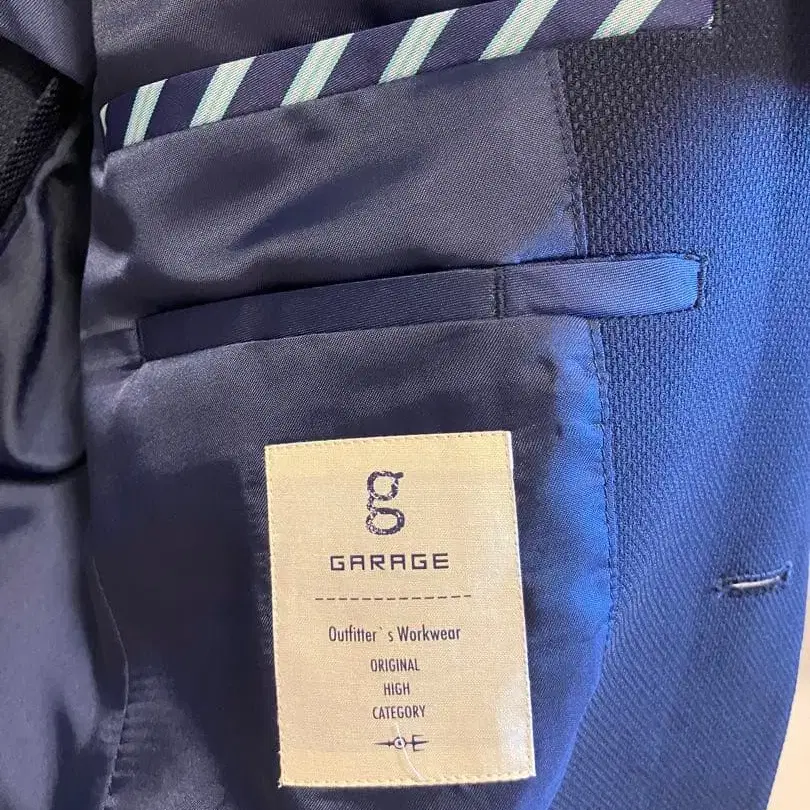 g
GARAGE
Outfitter`s Workwear
ORIGINAL
HIGH
CATEGORY
E